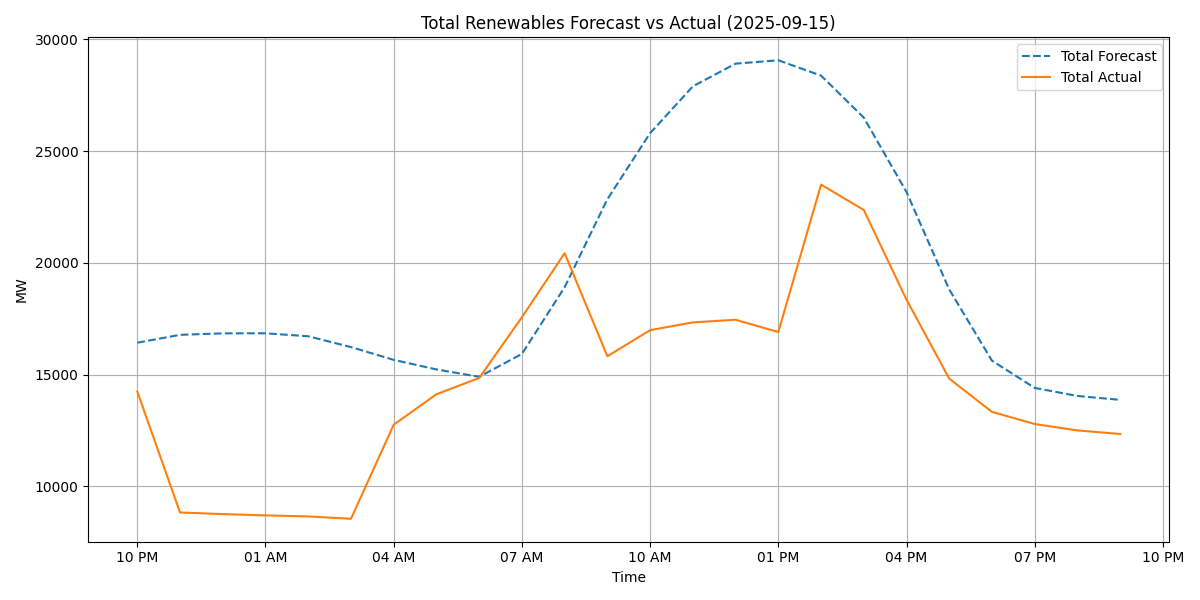 Total Renewables Forecast vs Actual (2025-09-15)
30000
25000
20000
15000
10000
MW
Total Forecast
Total Actual
10 PM 01 AM 04 AM 07 AM 10 AM 01 PM 04 PM 07 PM 10 PM
Time